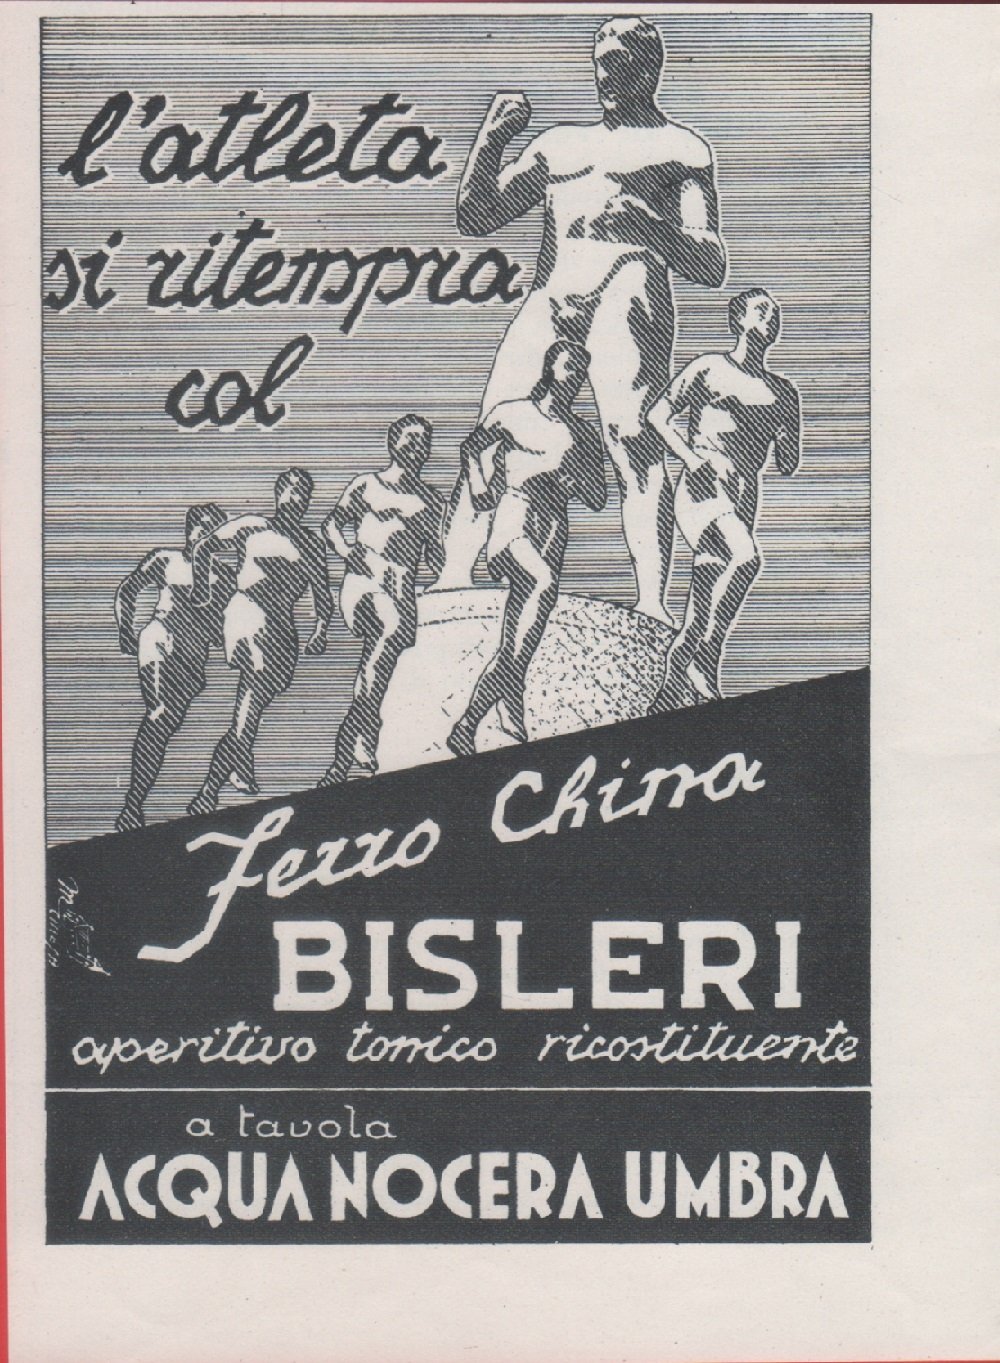 l'atleta
si ritempra
col
Ferro China
BISLERI
aperitivo tonico ricostituente
a tavola
ACQUA NOCERA UMBRA